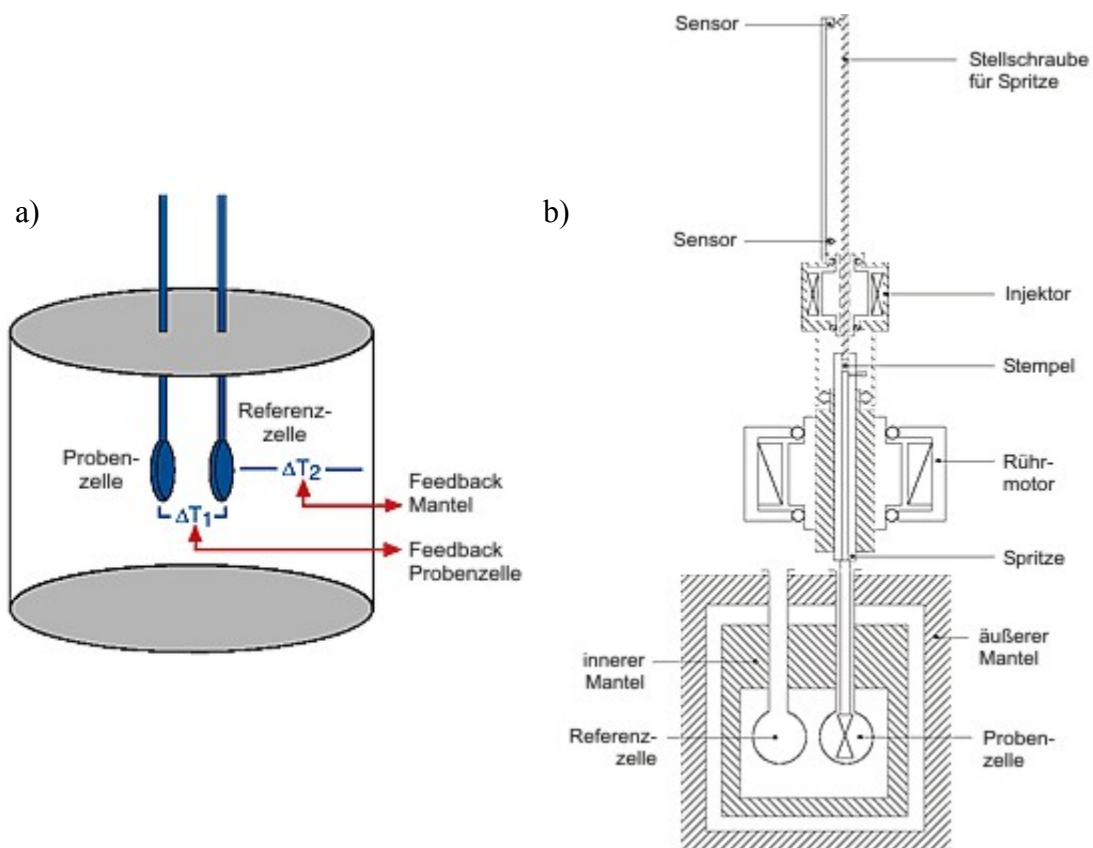 a)
Proben-
zelle
Referenz-
zelle
ΔT2
ΔT1
Feedback
Mantel
Feedback
Probenzelle
b)
Sensor
Stellschraube
für Spritze
Sensor
Injektor
Stempel
Rühr-
motor
Spritze
innerer
Mantel
äußerer
Mantel
Referenz-
zelle
Proben-
zelle